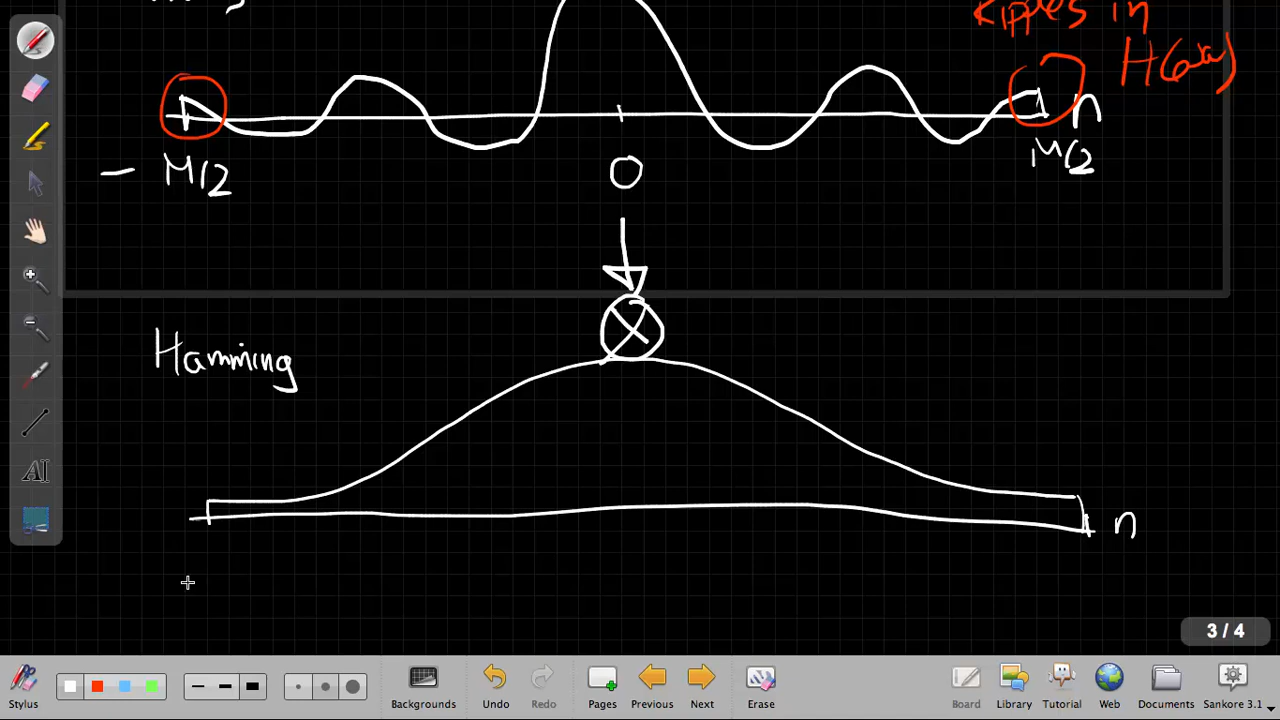 Ripples in
H(ω)
n
- M/2
0
M/2
Hamming
n
3 / 4
Stylus
Backgrounds
Undo
Redo
Pages
Previous
Next
Erase
Board
Library
Tutorial
Web
Documents
Sankore 3.1